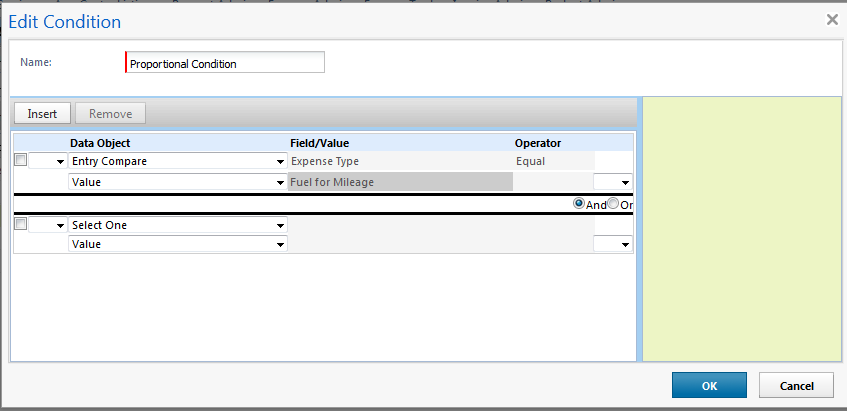 Edit Condition
Name: Proportional Condition
Insert Remove
Data Object Field/Value Operator
Entry Compare Expense Type Equal
Value Fuel for Mileage
And Or
Select One
Value
OK Cancel